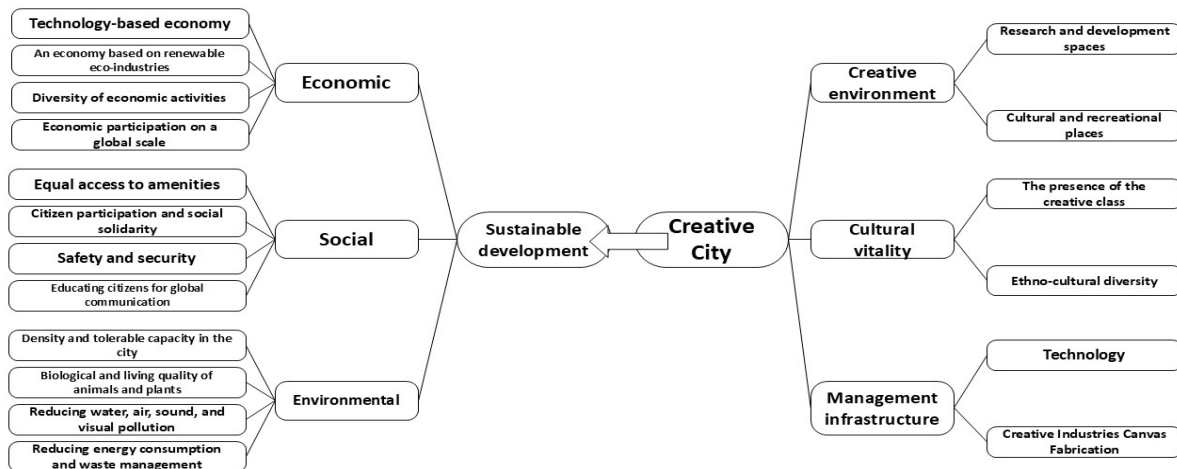 Technology-based economy
An economy based on renewable
eco-industries
Diversity of economic activities
Economic participation on a
global scale
Economic
Equal access to amenities
Citizen participation and social
solidarity
Safety and security
Educating citizens for global
communication
Social
Density and tolerable capacity in the
city
Biological and living quality of
animals and plants
Reducing water, air, sound, and
visual pollution
Reducing energy consumption
and waste management
Environmental
Sustainable
development
Creative
City
Creative
environment
Research and development
spaces
Cultural and recreational
places
Cultural
vitality
The presence of the
creative class
Ethno-cultural diversity
Management
infrastructure
Technology
Creative Industries Canvas
Fabrication